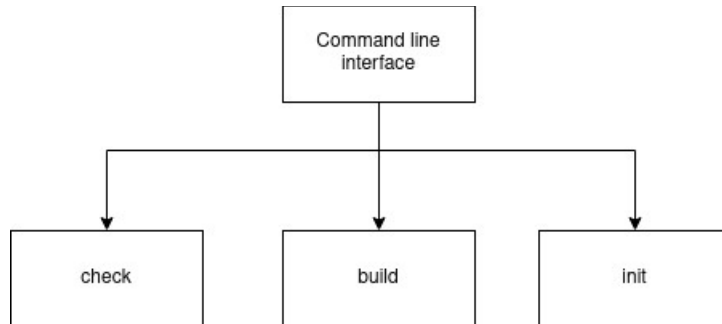 Command line
interface
check
build
init